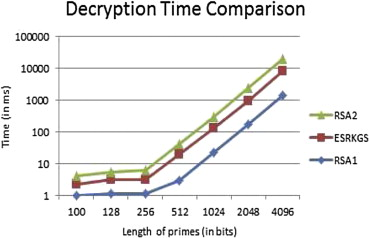 Decryption Time Comparison
100000
10000
1000
100
10
1
Time (in ms)
100 128 256 512 1024 2048 4096
Length of primes (in bits)
RSA2
ESRKGS
RSA1